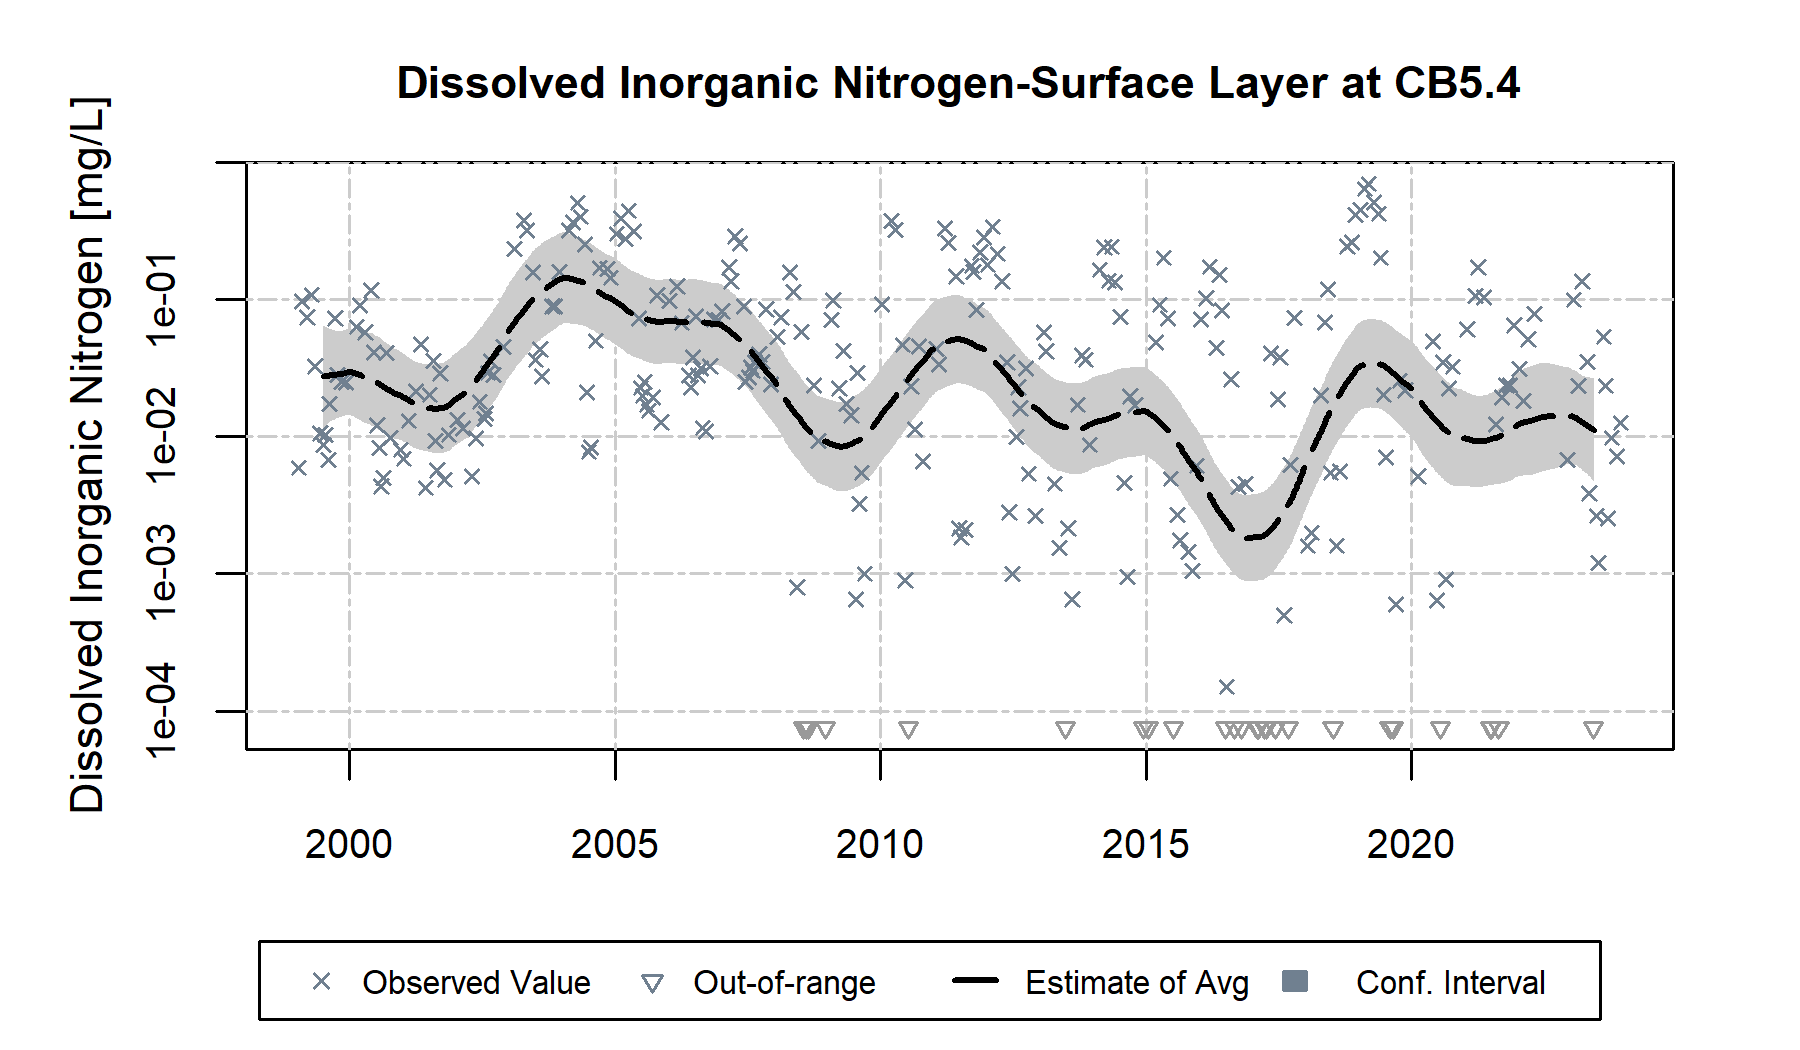 Dissolved Inorganic Nitrogen-Surface Layer at CB5.4
Dissolved Inorganic Nitrogen [mg/L]
1e-01
1e-02
1e-03
1e-04
2000 2005 2010 2015 2020
Observed Value Out-of-range Estimate of Avg Conf. Interval